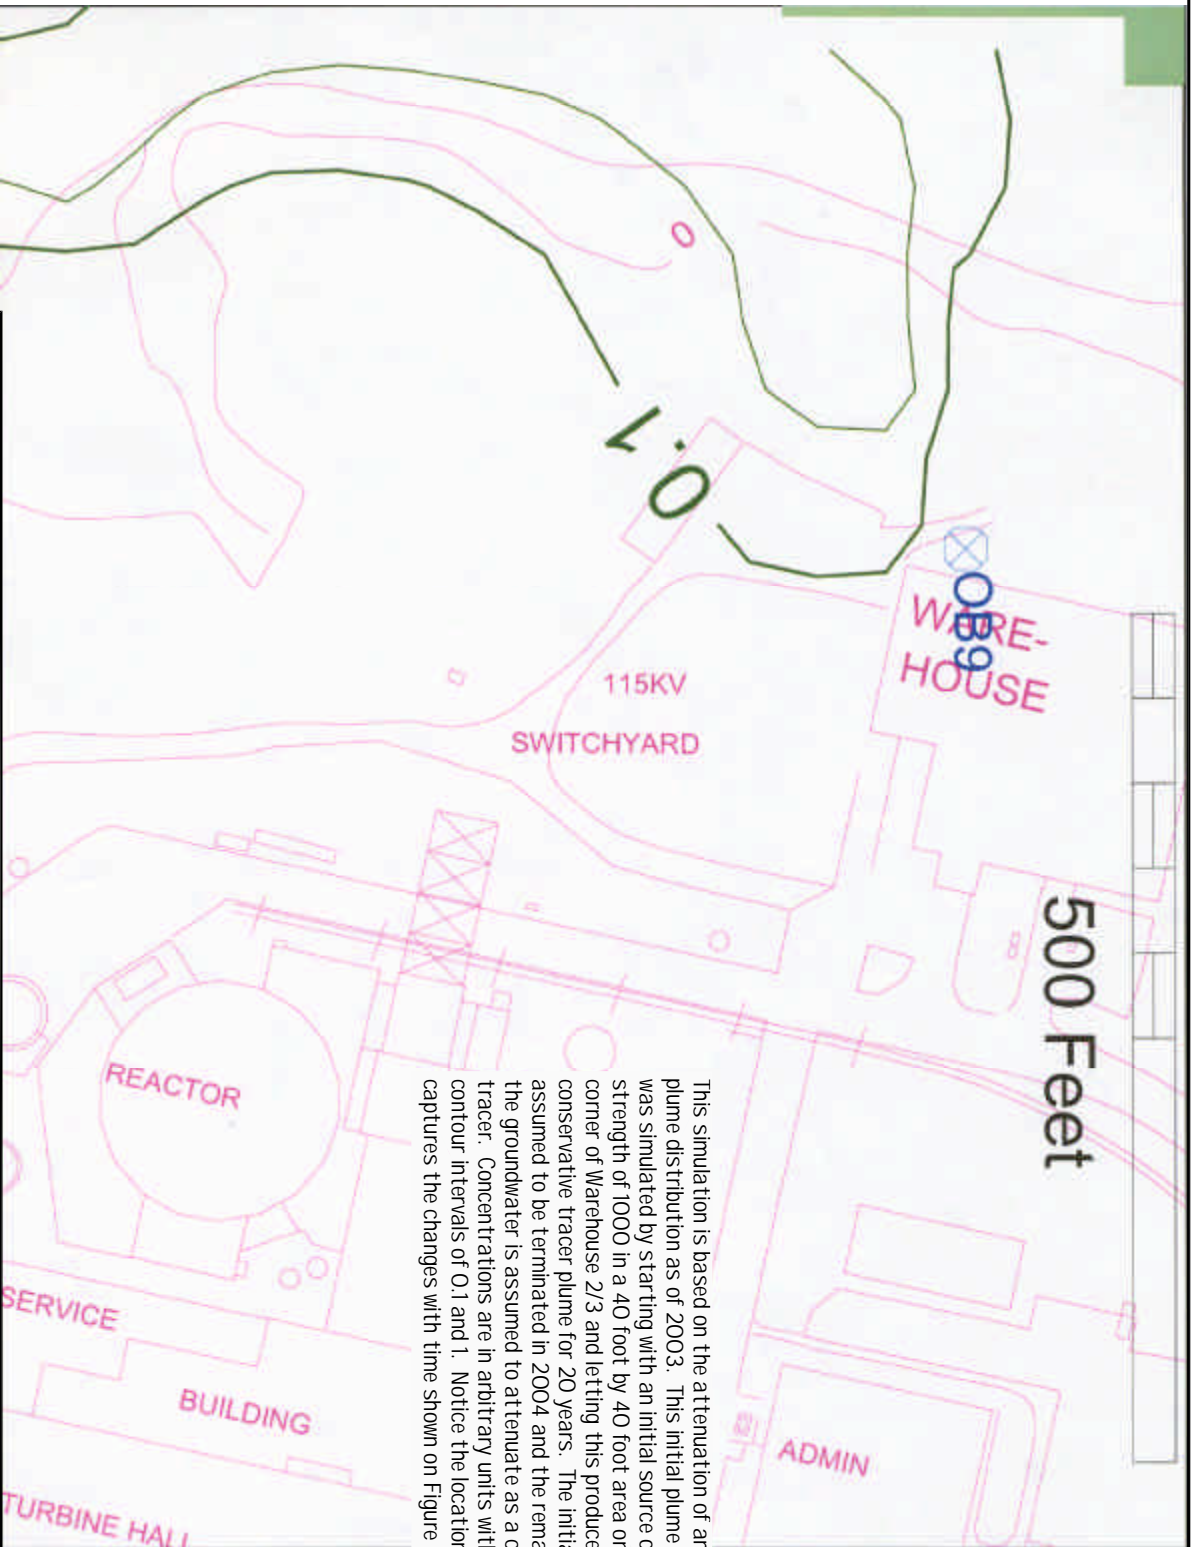 0
0.1
OB9
WARE-
HOUSE
115KV
SWITCHYARD
500 Feet
REACTOR
SERVICE
BUILDING
TURBINE HALL
ADMIN
This simulation is based on the attenuation of an
plume distribution as of 2003. This initial plume
was simulated by starting with an initial source
strength of 1000 in a 40 foot by 40 foot area on
corner of Warehouse 2/3 and letting this produce
conservative tracer plume for 20 years. The
assumed to be terminated in 2004 and the
the groundwater is assumed to attenuate as a
tracer. Concentrations are in arbitrary units with
contour intervals of 0.1 and 1. Notice the location
captures the changes with time shown on Figure